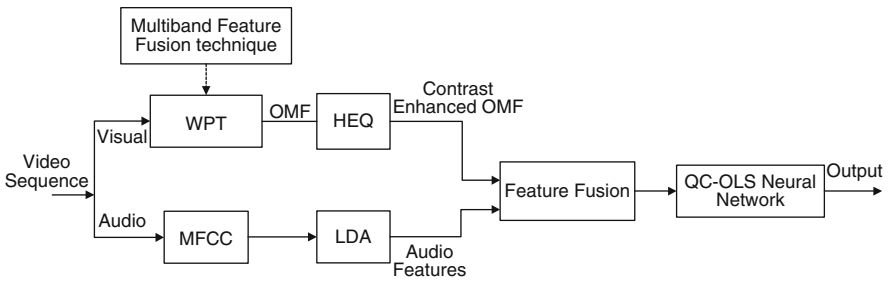 Multiband Feature
Fusion technique
Contrast
Enhanced OMF
WPT
OMF
HEQ
Visual
Video
Sequence
Feature Fusion
QC-OLS Neural
Network
Output
Audio
MFCC
LDA
Audio
Features